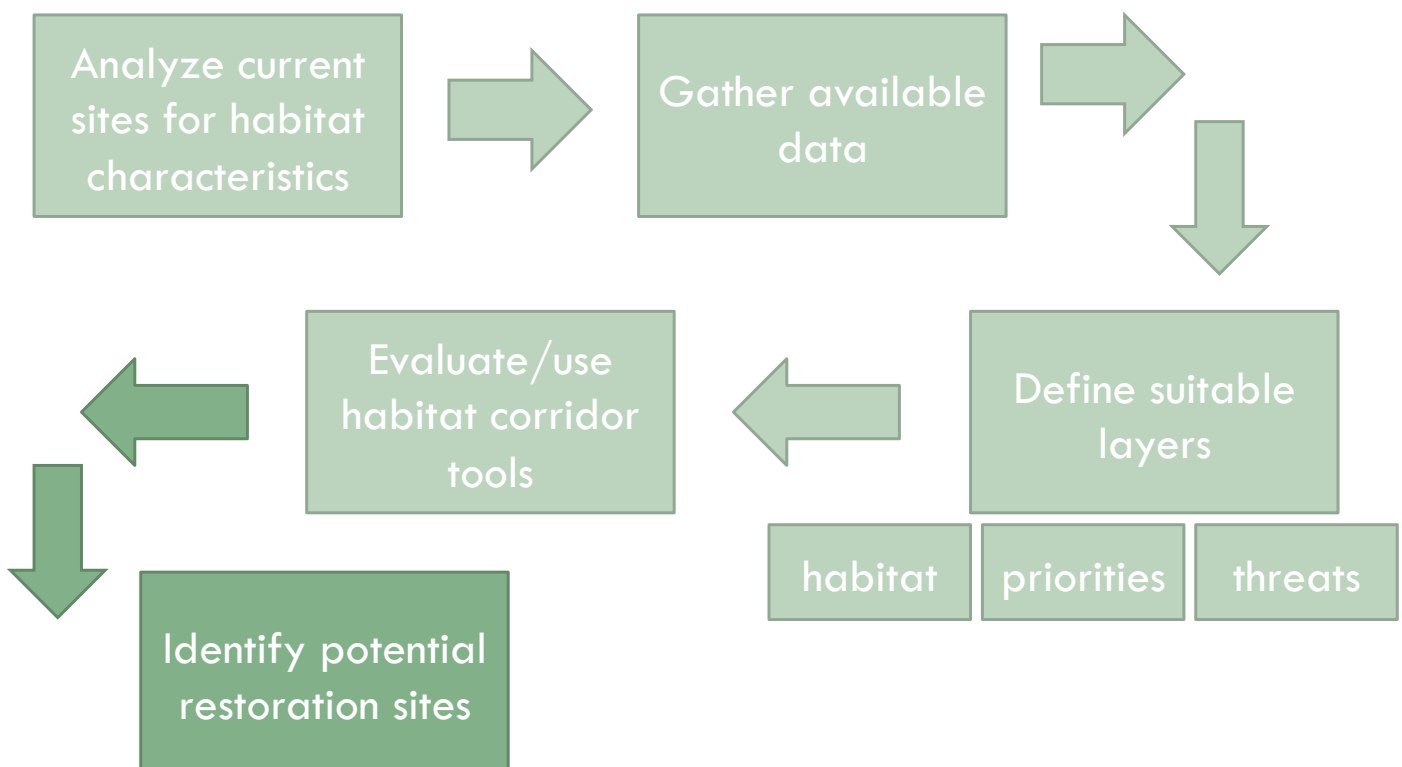 Analyze current
sites for habitat
characteristics
Gather available
data
Define suitable
layers
habitat
priorities
threats
Evaluate/use
habitat corridor
tools
Identify potential
restoration sites